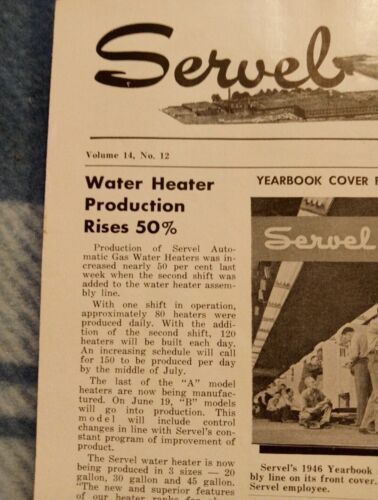 Servel
Volume 14, No. 12
Water Heater
Production
Rises 50%
Production of Servel Auto-
matic Gas Water Heaters was in-
creased nearly 50 per cent last
week when the second shift was
added to the water heater assem-
bly line.
With one shift in operation,
approximately 80 heaters were
produced daily. With the addi-
tion of the second shift, 120
heaters will be built each day.
An increasing schedule will call
for 150 to be produced per day
by the middle of July.
The last of the "A" model
heaters are now being manufac-
tured. On June 19, "B" models
will go into production. This
model will include control
changes in line with Servel's con-
stant program of improvement of
product.
The Servel water heater is now
being produced in 3 sizes — 20
gallon, 30 gallon and 45 gallon.
"The new and superior features
of our heater
YEARBOOK COVER
Servel
Servel's 1946 Yearbook
bly line on its front cover.
Servel employee.